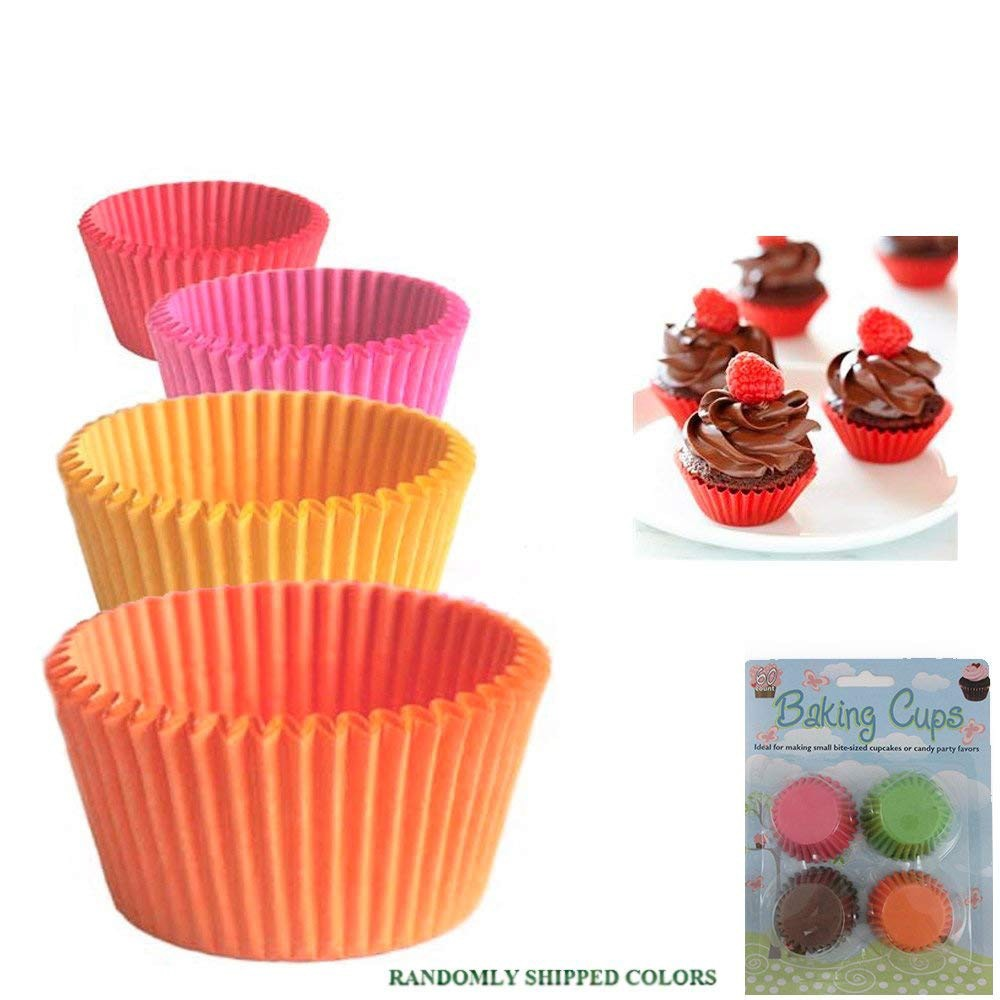 60
count
Baking Cups
Ideal for making small bite-sized cupcakes or candy party favors
RANDOMLY SHIPPED COLORS